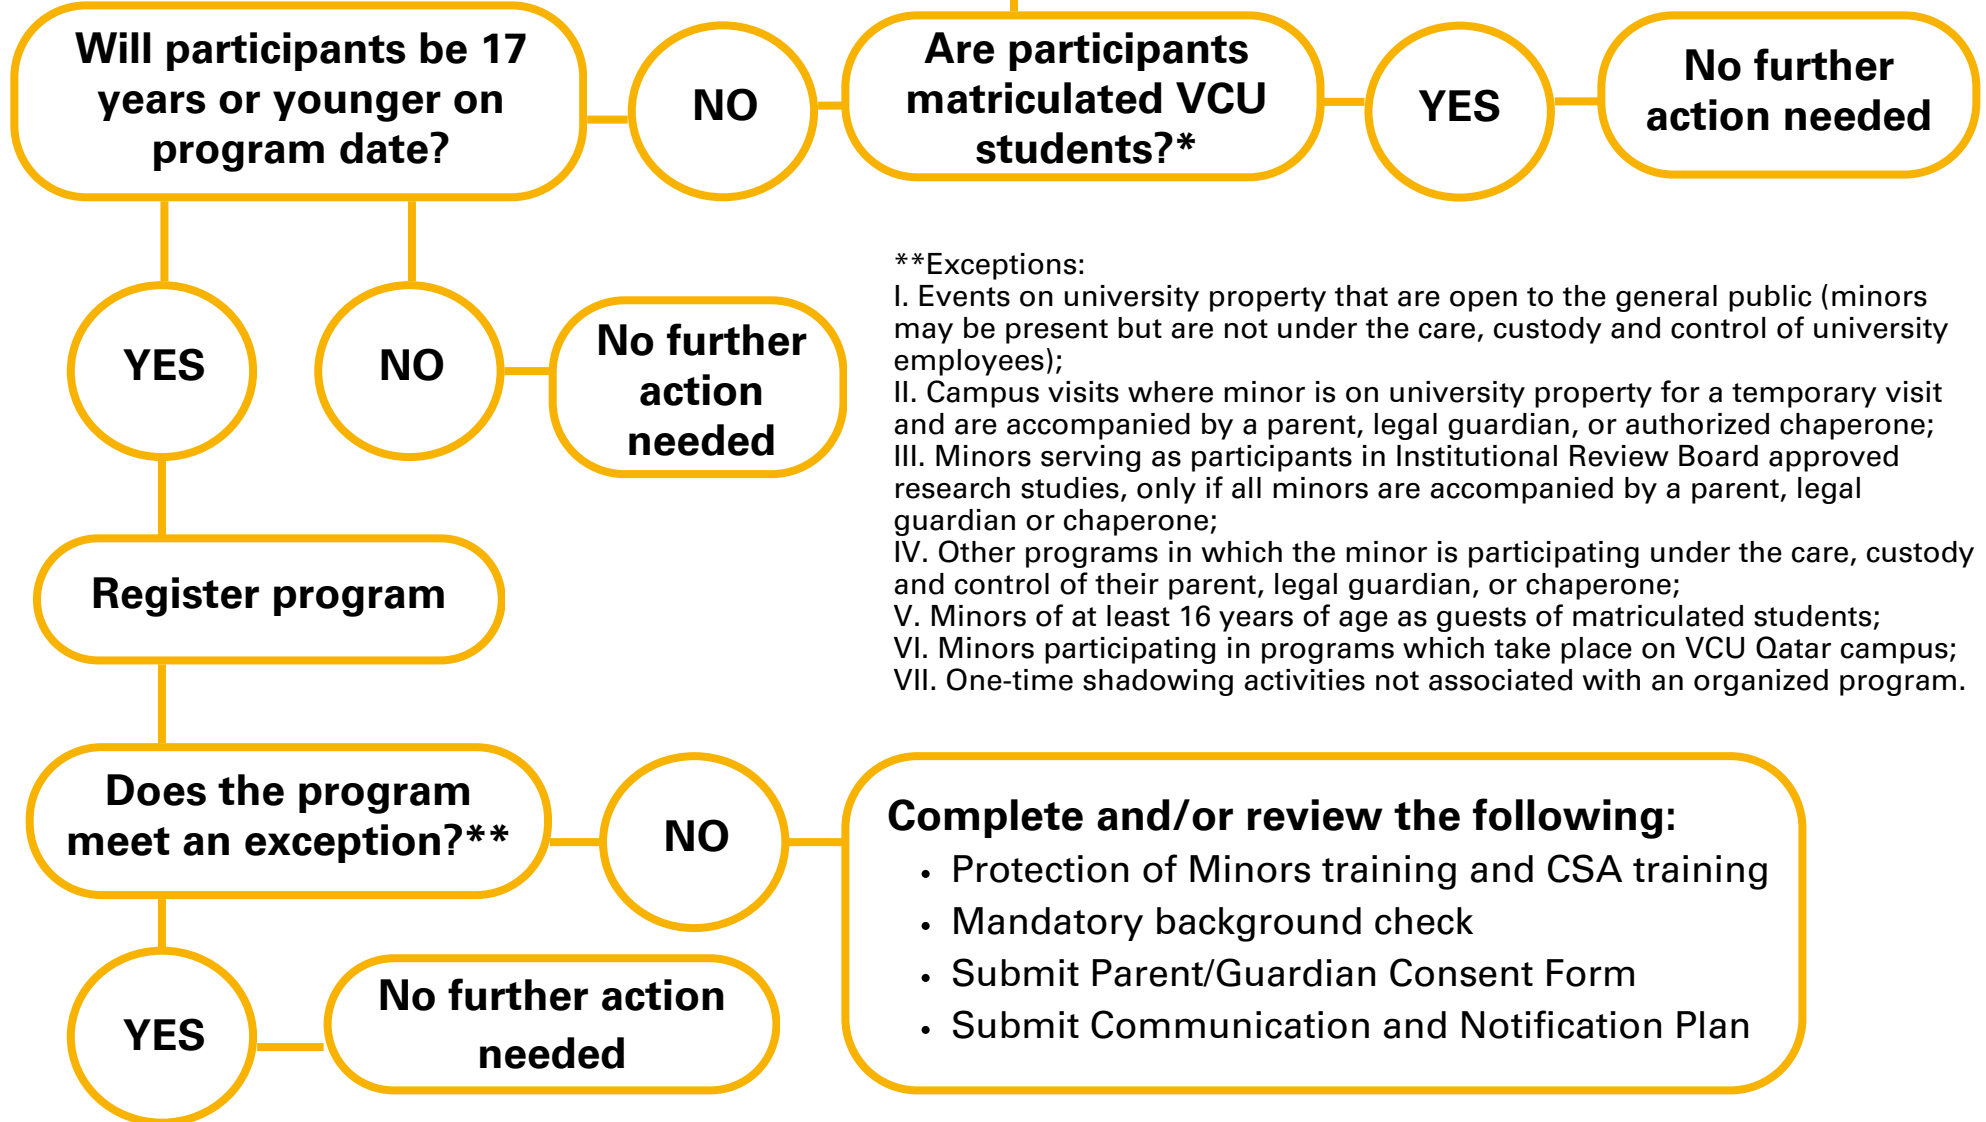 Will participants be 17
years or younger on
program date?
NO
Are participants
matriculated VCU
students?*
YES
No further
action needed
YES
NO
No further
action
needed
**Exceptions:
I. Events on university property that are open to the general public (minors
may be present but are not under the care, custody and control of university
employees);
II. Campus visits where minor is on university property for a temporary visit
and are accompanied by a parent, legal guardian, or authorized chaperone;
III. Minors serving as participants in Institutional Review Board approved
research studies, only if all minors are accompanied by a parent, legal
guardian or chaperone;
IV. Other programs in which the minor is participating under the care, custody
and control of their parent, legal guardian, or chaperone;
V. Minors of at least 16 years of age as guests of matriculated students;
VI. Minors participating in programs which take place on VCU Qatar campus;
VII. One-time shadowing activities not associated with an organized program.
Register program
Does the program
meet an exception?**
NO
Complete and/or review the following:
• Protection of Minors training and CSA training
• Mandatory background check
• Submit Parent/Guardian Consent Form
• Submit Communication and Notification Plan
YES
No further action
needed